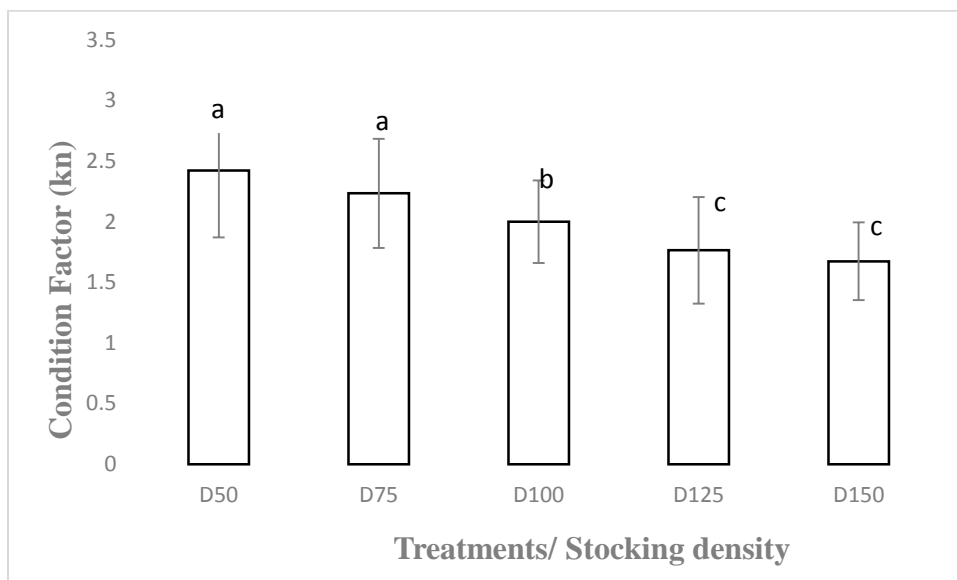 Condition Factor (kn)
3.5
3
2.5
2
1.5
1
0.5
0
a
a
b
c
c
D50 D75 D100 D125 D150
Treatments/ Stocking density